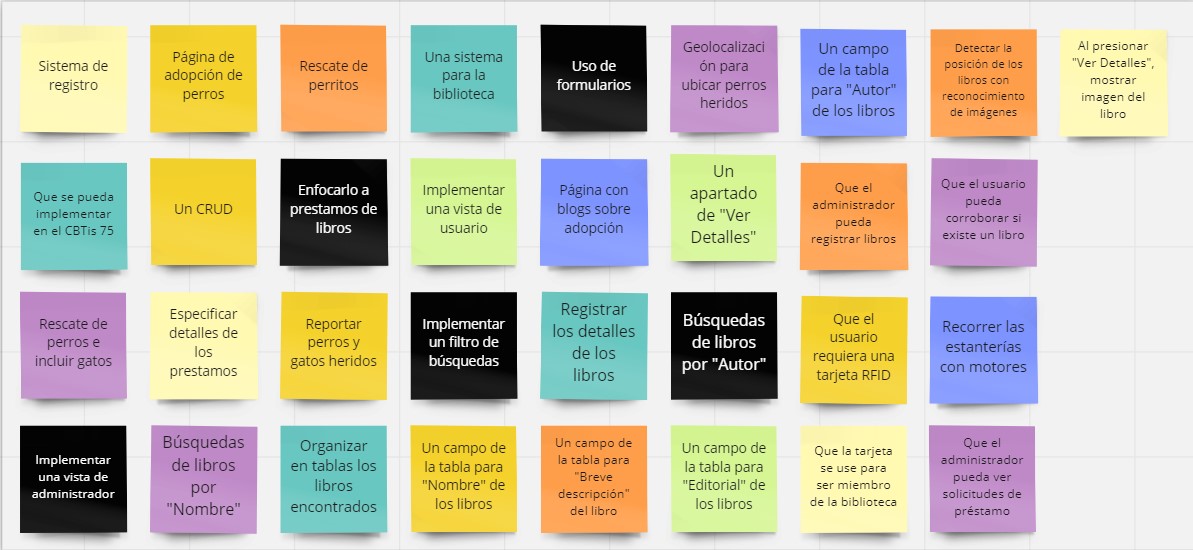 Sistema de
registro
Página de
adopción de
perros
Rescate de
perritos
Una sistema
para la
biblioteca
Uso de
formularios
Geolocalizaci
ón para
ubicar perros
heridos
Un campo
de la tabla
para "Autor"
de los libros
Detectar la
posición de los
libros con
reconocimiento
de imágenes
Al presionar
"Ver Detalles",
mostrar
imagen del
libro
Que se pueda
implementar
en el CBTis 75
Un CRUD
Enfocarlo a
prestamos de
libros
Implementar
una vista de
usuario
Página con
blogs sobre
adopción
Un
apartado
de "Ver
Detalles"
Que el
administrador
pueda
registrar libros
Que el usuario
pueda
corroborar si
existe un libro
Rescate de
perros e
incluir gatos
Especificar
detalles de
los
prestamos
Reportar
perros y
gatos heridos
Implementar
un filtro de
búsquedas
Registrar
los detalles
de los
libros
Búsquedas
de libros
por "Autor"
Que el
usuario
requiera una
tarjeta RFID
Recorrer las
estanterías
con motores
Implementar
una vista de
administrador
Búsquedas
de libros
por
"Nombre"
Organizar
en tablas los
libros
encontrados
Un campo de
la tabla para
"Nombre" de
los libros
Un campo de
la tabla para
"Breve
descripción"
del libro
Un campo de
la tabla para
"Editorial" de
los libros
Que la tarjeta
se use para
ser miembro
de la biblioteca
Que el
administrador
pueda ver
solicitudes de
préstamo